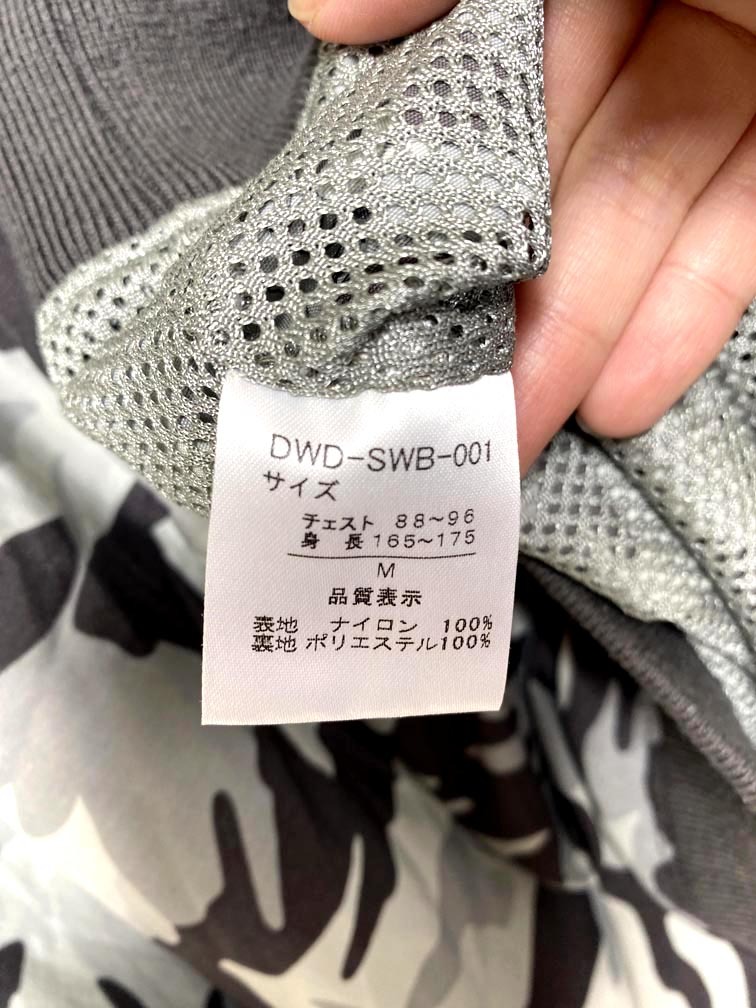 DWD-SWB-001
サイズ
チェスト 88~96
身長 165~175
M
品質表示
表地 ナイロン 100%
裏地 ポリエステル100%